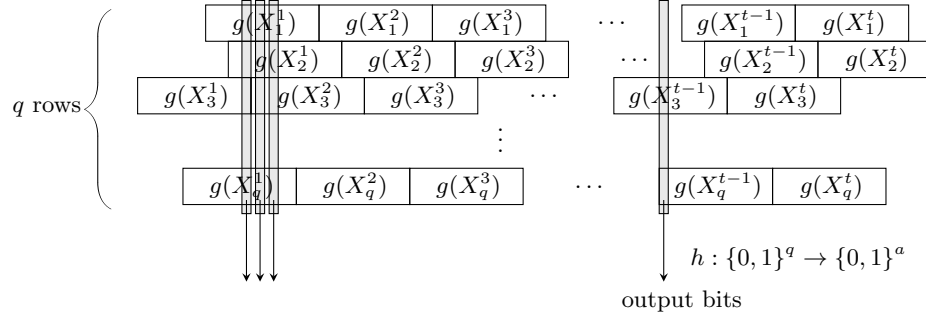 g(X_1^1) g(X_1^2) g(X_1^3) ⋯ g(X_1^{t−1}) g(X_1^t)
g(X_2^1) g(X_2^2) g(X_2^3) ⋯ g(X_2^{t−1}) g(X_2^t)
q rows g(X_3^1) g(X_3^2) g(X_3^3) ⋯ g(X_3^{t−1}) g(X_3^t)
⋮
g(X_q^1) g(X_q^2) g(X_q^3) ⋯ g(X_q^{t−1}) g(X_q^t)
h : {0, 1}^q → {0, 1}^a
output bits